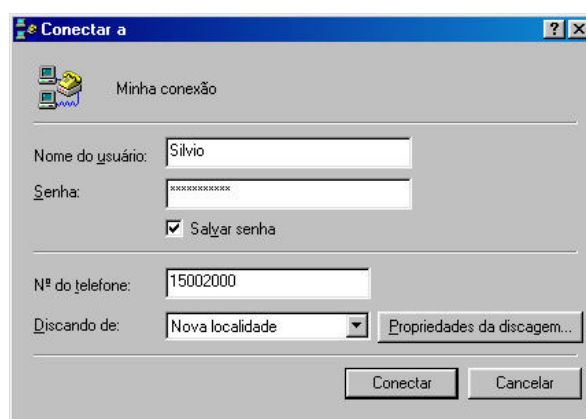 Conectar a
Minha conexão
Nome do usuário: Silvio
Senha: ***********
Salvar senha
Nº do telefone: 15002000
Discando de: Nova localidade Propriedades da discagem...
Conectar Cancelar